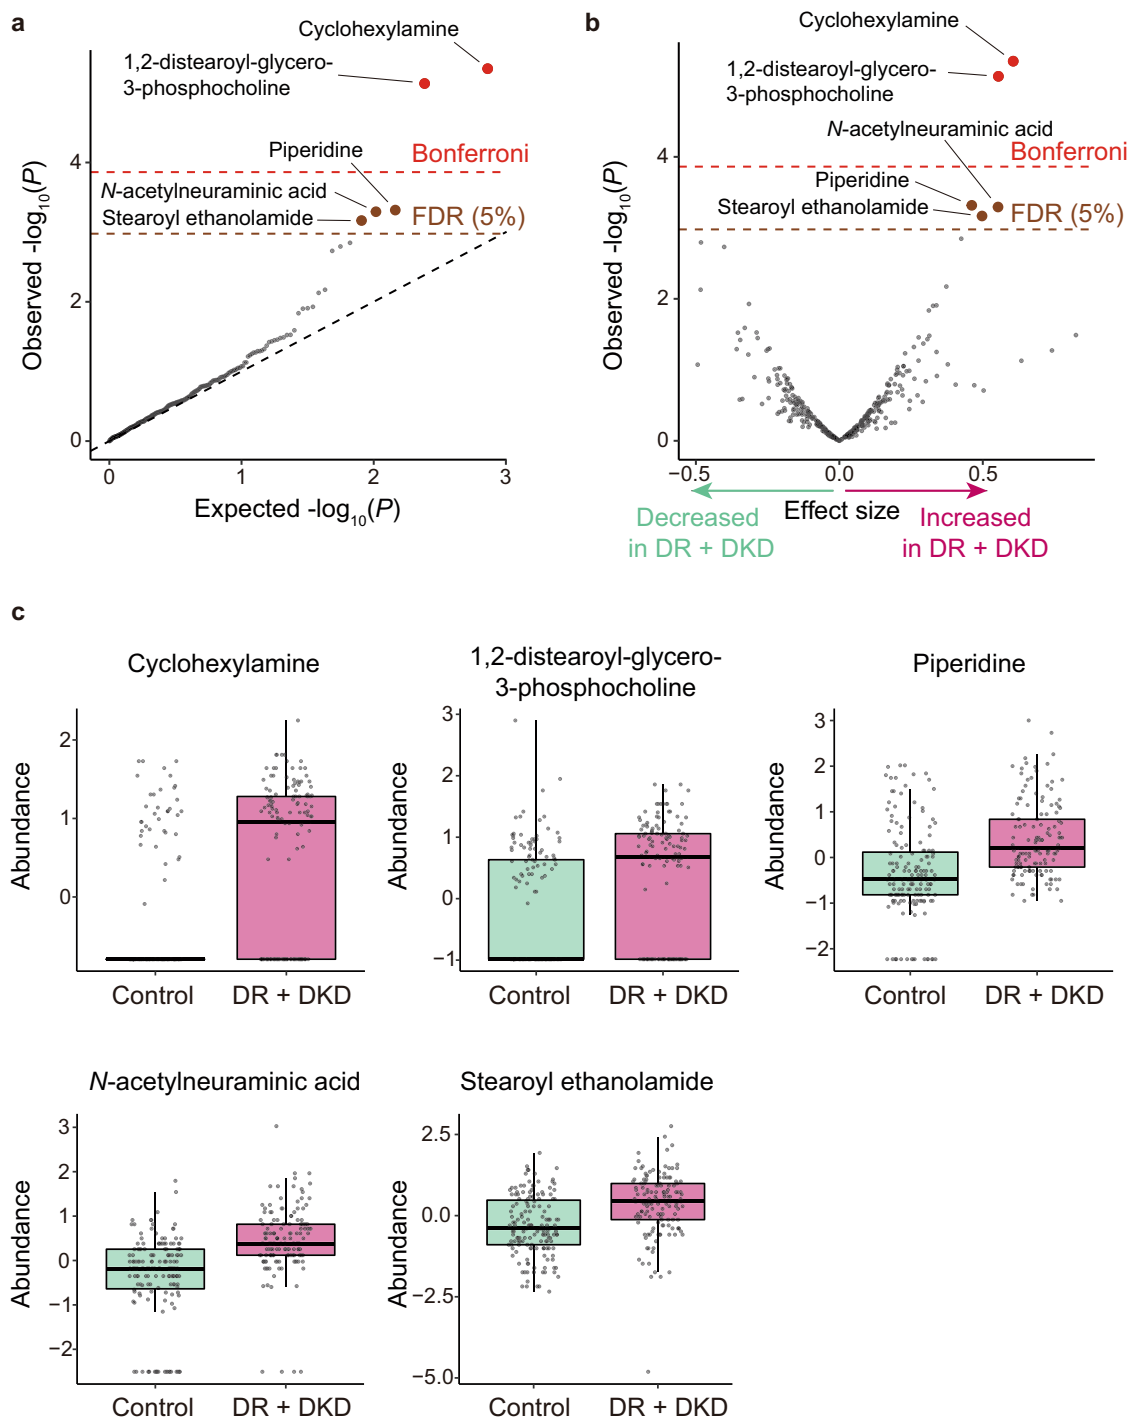 a
Cyclohexylamine
1,2-distearoyl-glycero-
3-phosphocholine
Piperidine
Bonferroni
N-acetylneuraminic acid
Stearoyl ethanolamide
FDR (5%)
Observed -log10(P)
4
2
0
0
1
2
3
Expected -log10(P)
b
Cyclohexylamine
1,2-distearoyl-glycero-
3-phosphocholine
N-acetylneuraminic acid
Bonferroni
Piperidine
Stearoyl ethanolamide
FDR (5%)
Observed -log10(P)
4
2
0
−0.5
0.0
0.5
Effect size
Decreased
in DR + DKD
Increased
in DR + DKD
c
Cyclohexylamine
Abundance
2
1
0
Control
DR + DKD
1,2-distearoyl-glycero-
3-phosphocholine
Abundance
3
2
1
0
−1
Control
DR + DKD
Piperidine
Abundance
3
2
1
0
−1
−2
Control
DR + DKD
N-acetylneuraminic acid
Abundance
3
2
1
0
−1
−2
Control
DR + DKD
Stearoyl ethanolamide
Abundance
2.5
0.0
−2.5
−5.0
Control
DR + DKD